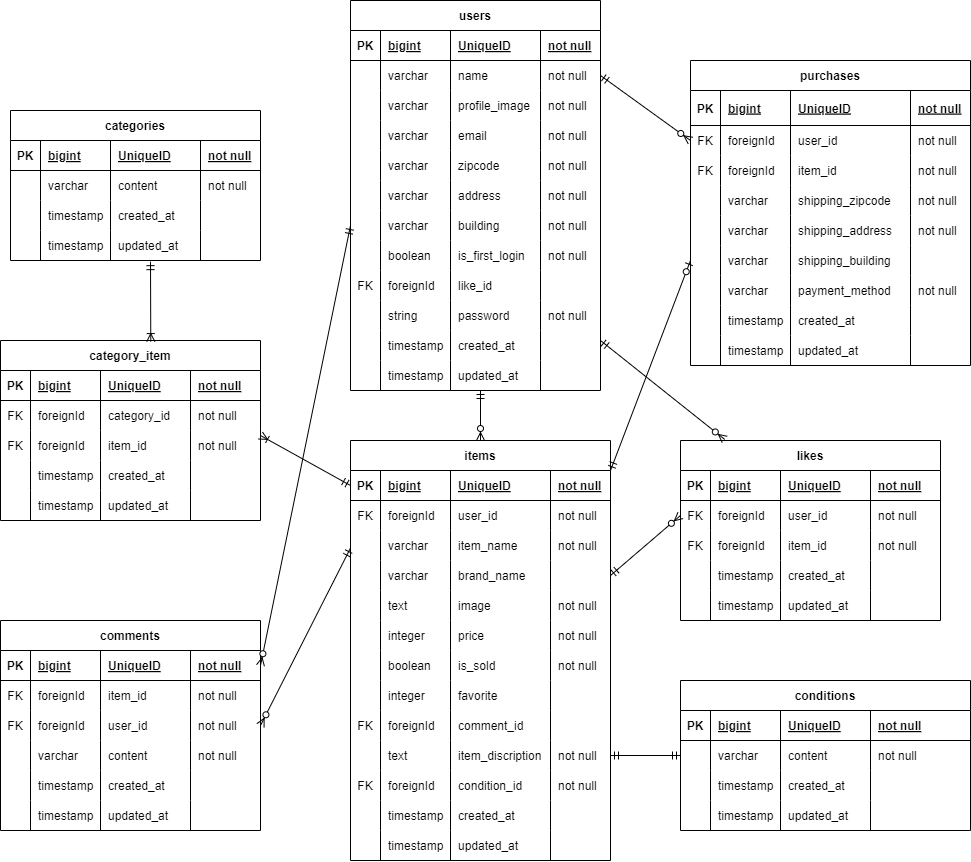 users
PK bigint UniqueID not null
varchar name not null
varchar profile_image not null
varchar email not null
varchar zipcode not null
varchar address not null
varchar building not null
boolean is_first_login not null
FK foreignId like_id
string password not null
timestamp created_at
timestamp updated_at
purchases
PK bigint UniqueID not null
FK foreignId user_id not null
FK foreignId item_id not null
varchar shipping_zipcode not null
varchar shipping_address not null
varchar shipping_building
varchar payment_method not null
timestamp created_at
timestamp updated_at
categories
PK bigint UniqueID not null
varchar content not null
timestamp created_at
timestamp updated_at
category_item
PK bigint UniqueID not null
FK foreignId category_id not null
FK foreignId item_id not null
timestamp created_at
timestamp updated_at
items
PK bigint UniqueID not null
FK foreignId user_id not null
varchar item_name not null
varchar brand_name
text image not null
integer price not null
boolean is_sold not null
integer favorite
FK foreignId comment_id
text item_discription not null
FK foreignId condition_id not null
timestamp created_at
timestamp updated_at
likes
PK bigint UniqueID not null
FK foreignId user_id not null
FK foreignId item_id not null
timestamp created_at
timestamp updated_at
comments
PK bigint UniqueID not null
FK foreignId item_id not null
FK foreignId user_id not null
varchar content not null
timestamp created_at
timestamp updated_at
conditions
PK bigint UniqueID not null
varchar content not null
timestamp created_at
timestamp updated_at